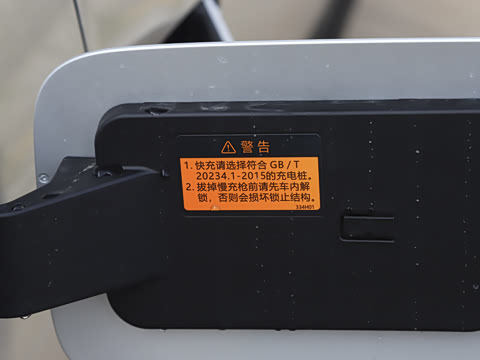 警告
1. 快充请选择符合 GB / T
20234.1-2015的充电桩。
2. 拔掉慢充枪前请先车内解
锁，否则会损坏锁止结构。
334H01